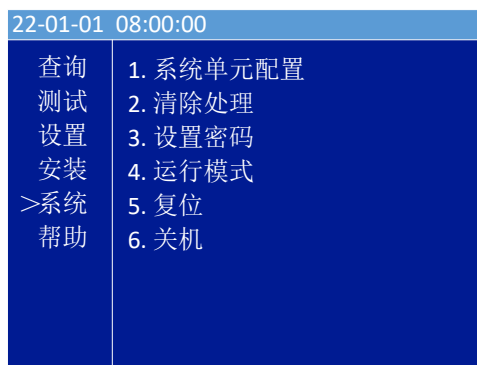 22-01-01 08:00:00
查询
测试
设置
安装
>系统
帮助
1. 系统单元配置
2. 清除处理
3. 设置密码
4. 运行模式
5. 复位
6. 关机